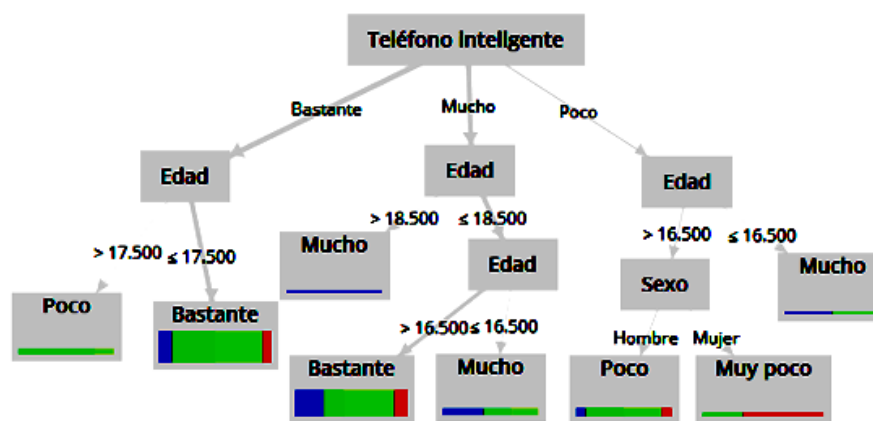 Teléfono Inteligente
Bastante
Mucho
Poco
Edad
Edad
Edad
> 17.500
≤ 17.500
> 18.500
≤ 18.500
> 16.500
≤ 16.500
Poco
Bastante
Mucho
Edad
Sexo
Mucho
> 16.500
≤ 16.500
Hombre
Mujer
Bastante
Mucho
Poco
Muy poco